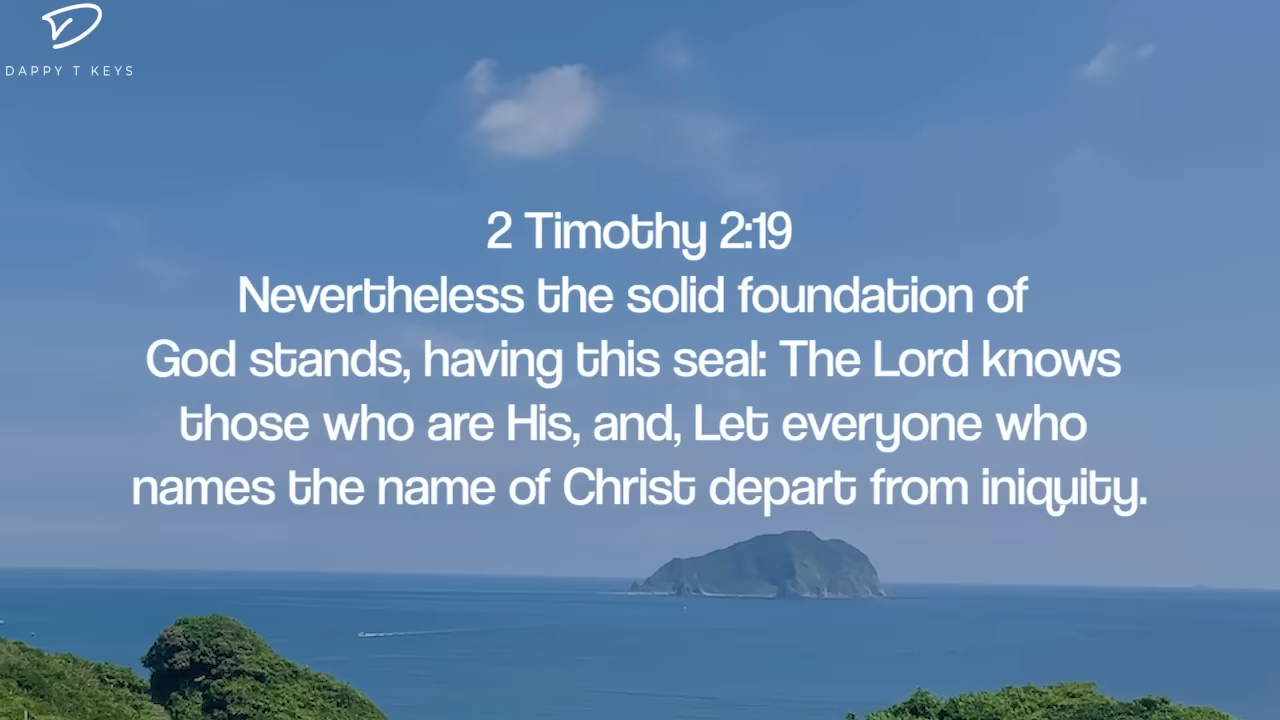 DAPPY T KEYS
2 Timothy 2:19
Nevertheless the solid foundation of
God stands, having this seal: The Lord knows
those who are His, and, Let everyone who
names the name of Christ depart from iniquity.